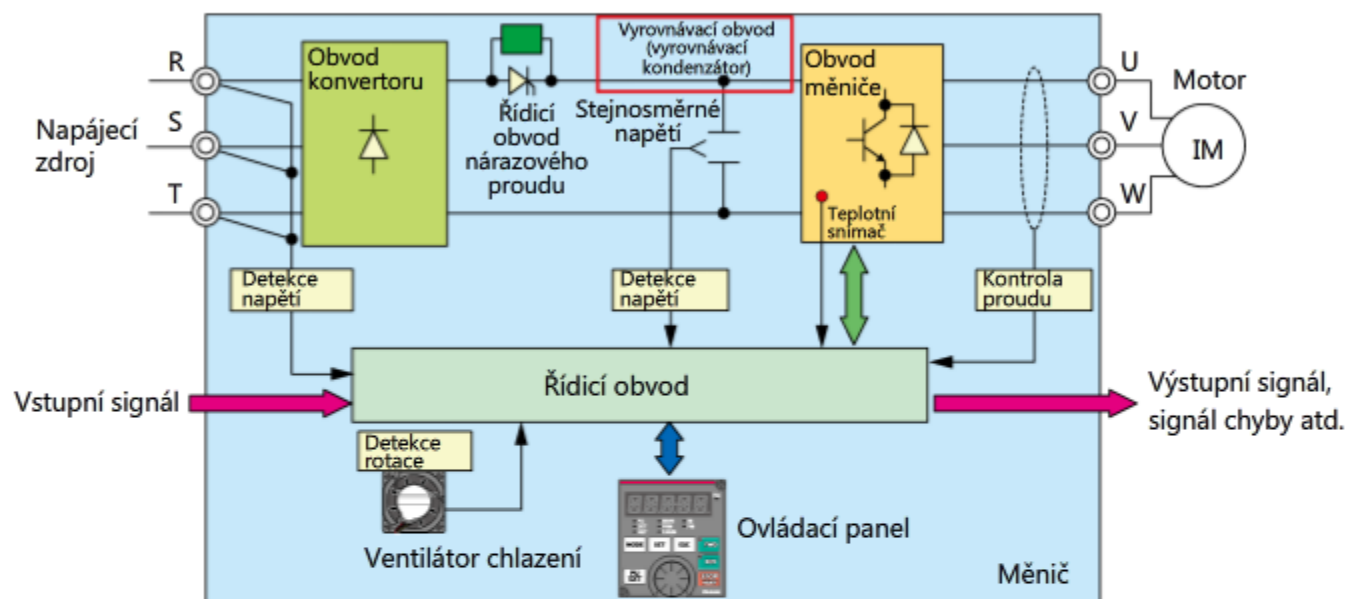 Vyrovnávací obvod
(vyrovnávací
kondenzátor)
R
Obvod
konvertoru
Obvod
měniče
U
Motor
Napájecí
zdroj
S
Řídicí
obvod
nárazového
proudu
Stejnosměrné
napětí
V
IM
T
Teplotní
snímač
W
Detekce
napětí
Detekce
napětí
Kontrola
proudu
Vstupní signál
Řídicí obvod
Výstupní signál,
signál chyby atd.
Detekce
rotace
Ventilátor chlazení
MODE
SET
Ovládací panel
Měnič